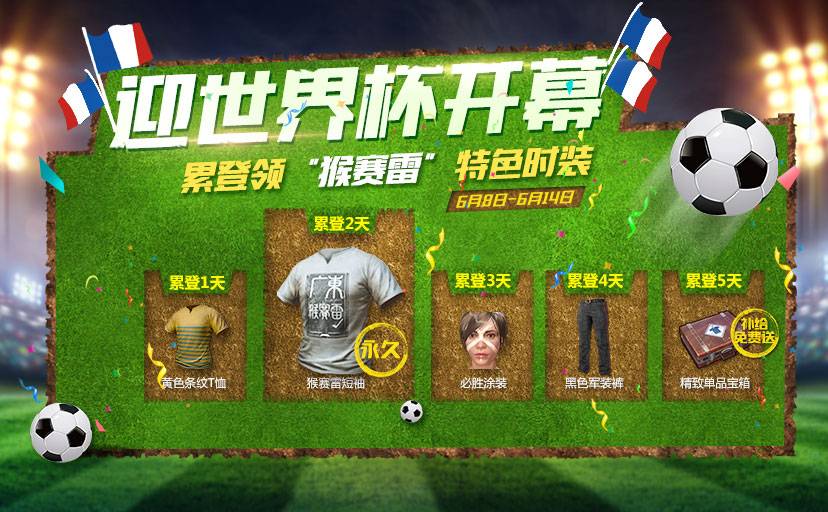 迎世界杯开幕
累登领“猴赛雷”特色时装
6月8日-6月14日
累登1天
黄色条纹T恤
累登2天
广东
猴赛雷
永久
猴赛雷短袖
累登3天
必胜涂装
累登4天
黑色军装裤
累登5天
补给
免费送
精致单品宝箱